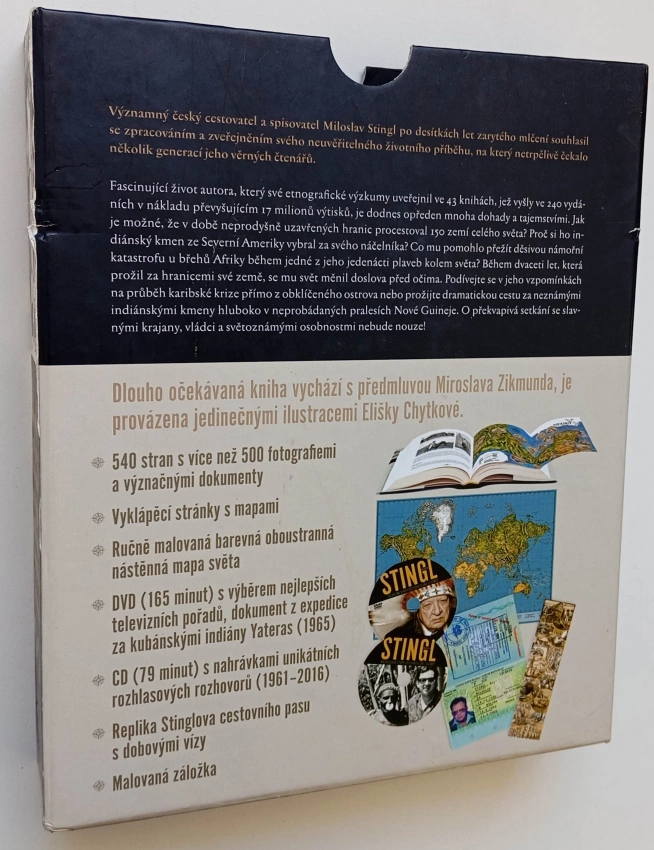 Významný český cestovatel a spisovatel Miloslav Stingl po desítkách let zarytého mlčení souhlasil
se zpracováním a zveřejněním svého neuvěřitelného životního příběhu, na který netrpělivě čekalo
několik generací jeho věrných čtenářů.
Fascinující život autora, který své etnografické výzkumy uveřejnil ve 43 knihách, jež vyšly ve 240 vydá-
ních v nákladu převyšujícím 17 milionů výtisků, je dodnes opředen mnoha dohady a tajemstvími. Jak
je možné, že v době neprodyšně uzavřených hranic procestoval 150 zemí celého světa? Proč si ho in-
diánský kmen ze Severní Ameriky vybral za svého náčelníka? Co mu pomohlo přežít děsivou námořní
katastrofu u břehů Afriky během jedné z jeho jedenácti plaveb kolem světa? Během dvaceti let, která
prožil za hranicemi své země, se mu svět měnil doslova před očima. Podívejte se v jeho vzpomínkách
na průběh karibské krize přímo z obklíčeného ostrova nebo prožijte dramatickou cestu za neznámými
indiánskými kmeny hluboko v neprobádaných pralesích Nové Guineje. O překvapivá setkání se slav-
nými krajany, vládci a světoznámými osobnostmi nebude nouze!
Dlouho očekávaná kniha vychází s předmluvou Miroslava Zikmunda, je
provázena jedinečnými ilustracemi Elišky Chytkové.
540 stran s více než 500 fotografiemi
a význačnými dokumenty
Vyklápěcí stránky s mapami
Ručně malovaná barevná oboustranná
nástěnná mapa světa
DVD (165 minut) s výběrem nejlepších
televizních pořadů, dokument z expedice
za kubánskými indiány Yateras (1965)
CD (79 minut) s nahrávkami unikátních
rozhlasových rozhovorů (1961–2016)
Replika Stinglova cestovního pasu
s dobovými vízy
Malovaná záložka
STINGL
STINGL